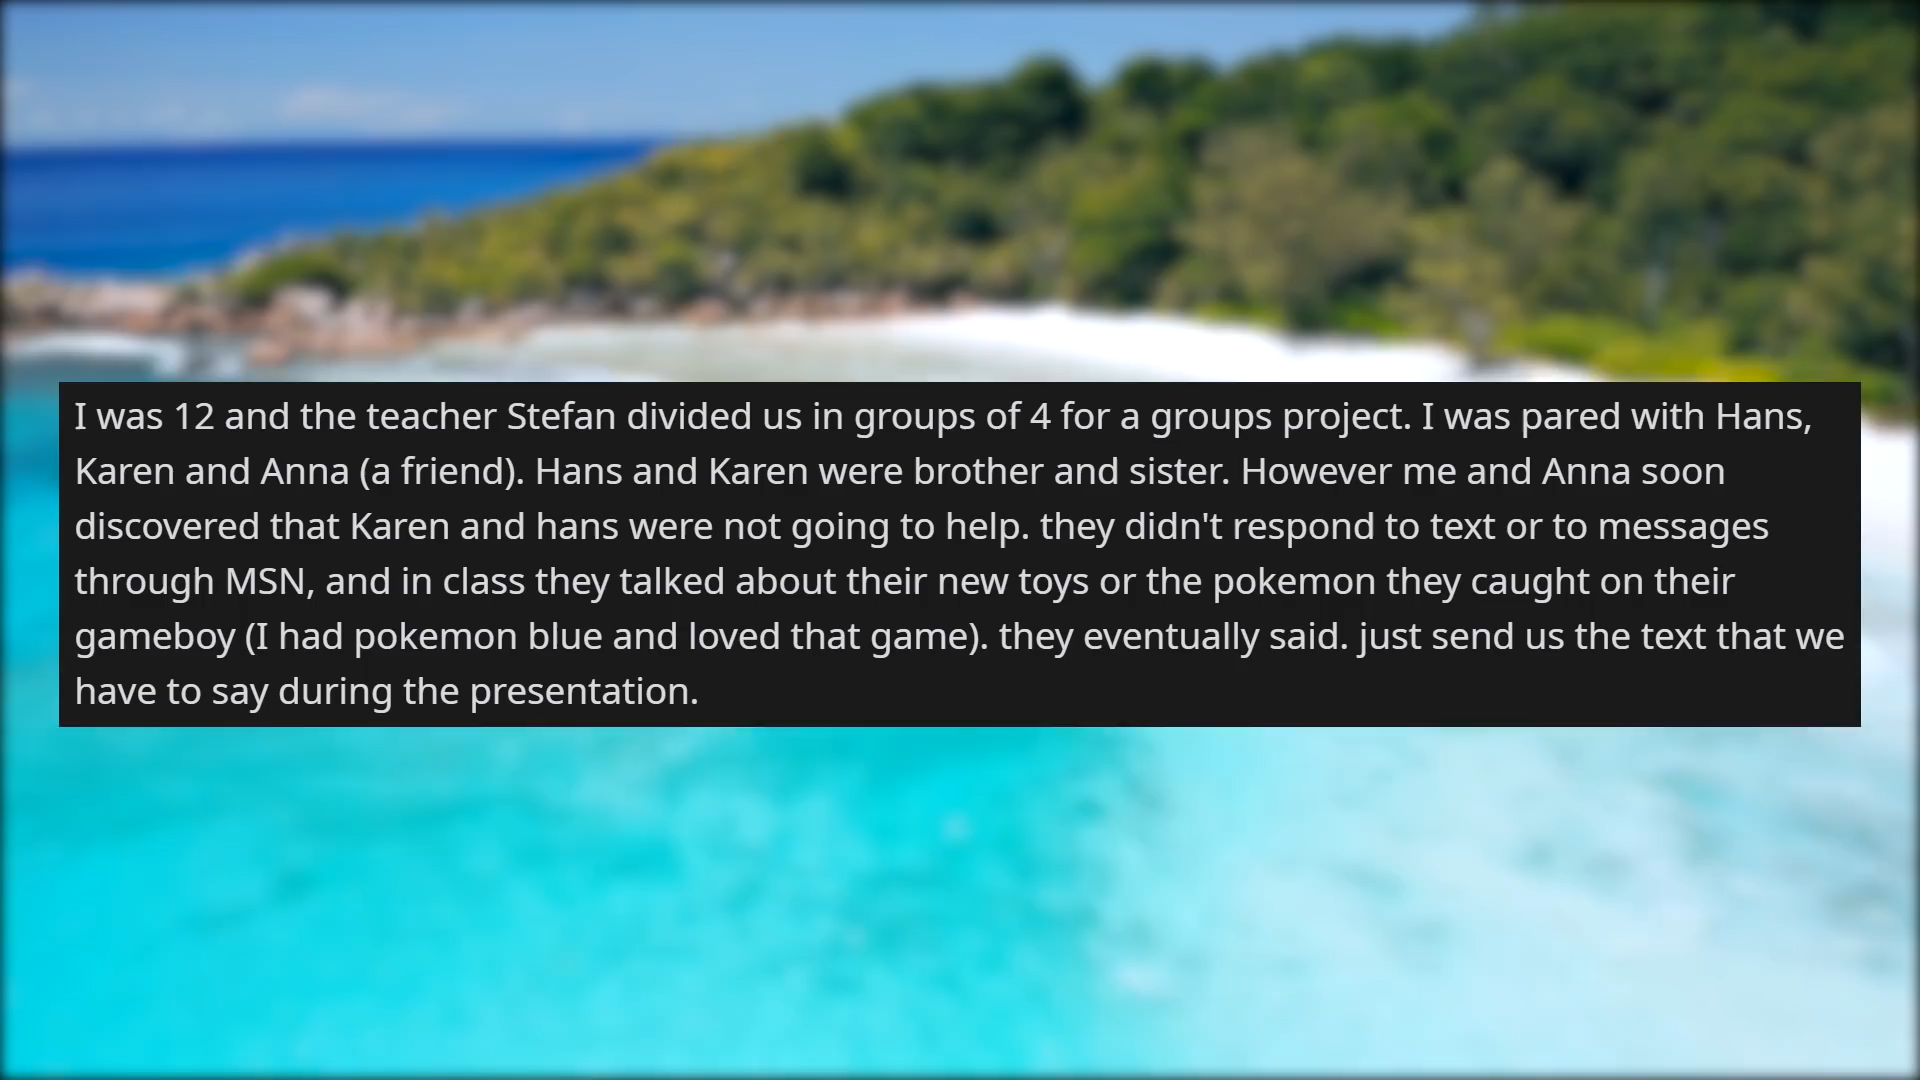 I was 12 and the teacher Stefan divided us in groups of 4 for a groups project. I was pared with Hans,
Karen and Anna (a friend). Hans and Karen were brother and sister. However me and Anna soon
discovered that Karen and hans were not going to help. they didn't respond to text or to messages
through MSN, and in class they talked about their new toys or the pokemon they caught on their
gameboy (I had pokemon blue and loved that game). they eventually said. just send us the text that we
have to say during the presentation.